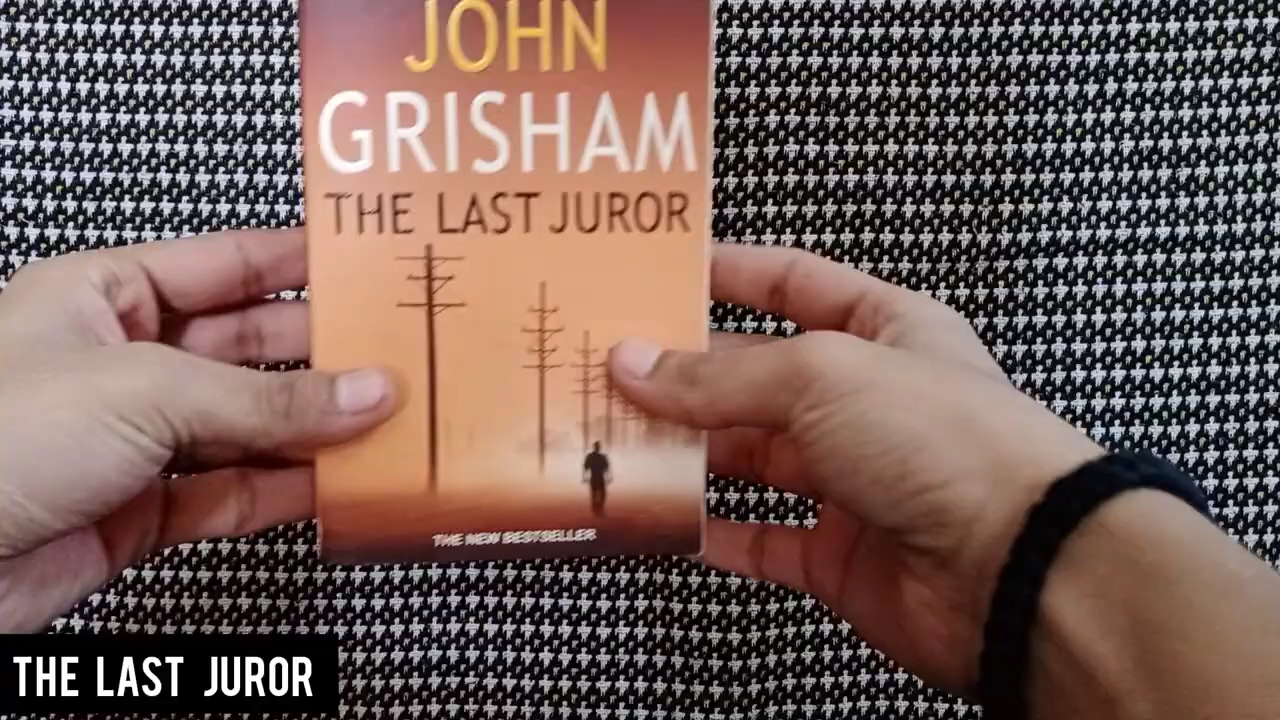 JOHN
GRISHAM
THE LAST JUROR
THE NEW BESTSELLER
THE LAST JUROR